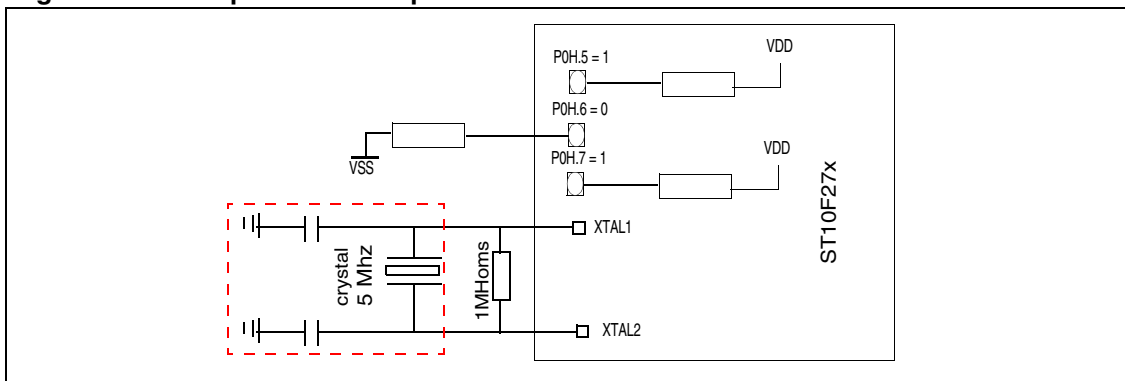 P0H.5 = 1
VDD
P0H.6 = 0
VSS
P0H.7 = 1
VDD
ST10F27x
XTAL1
crystal
5 Mhz
1MHoms
XTAL2